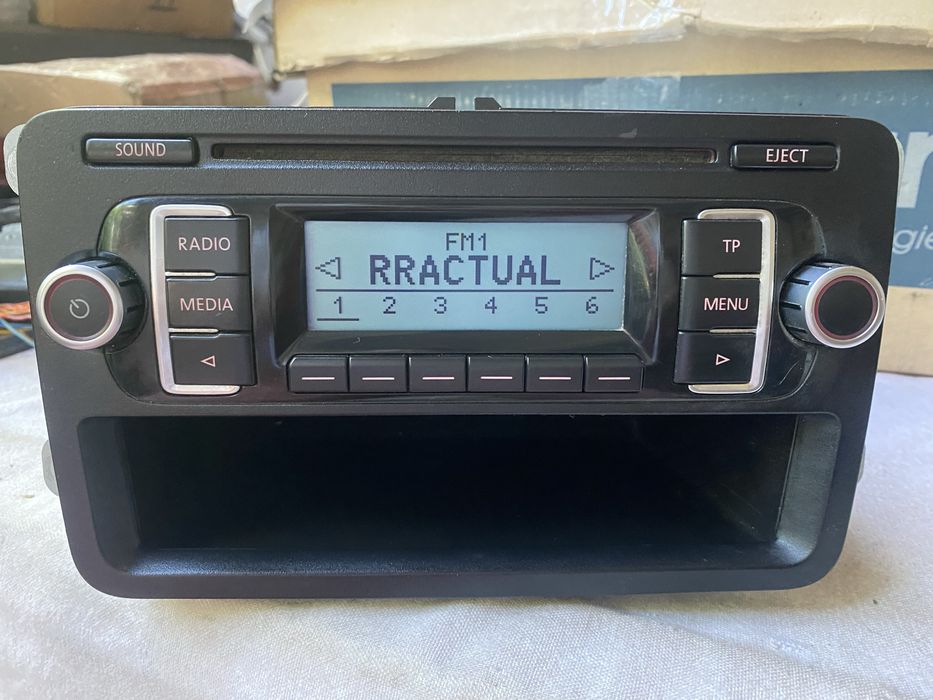 SOUND
EJECT
RADIO
MEDIA
FM1
RRACTUAL
1 2 3 4 5 6
TP
MENU